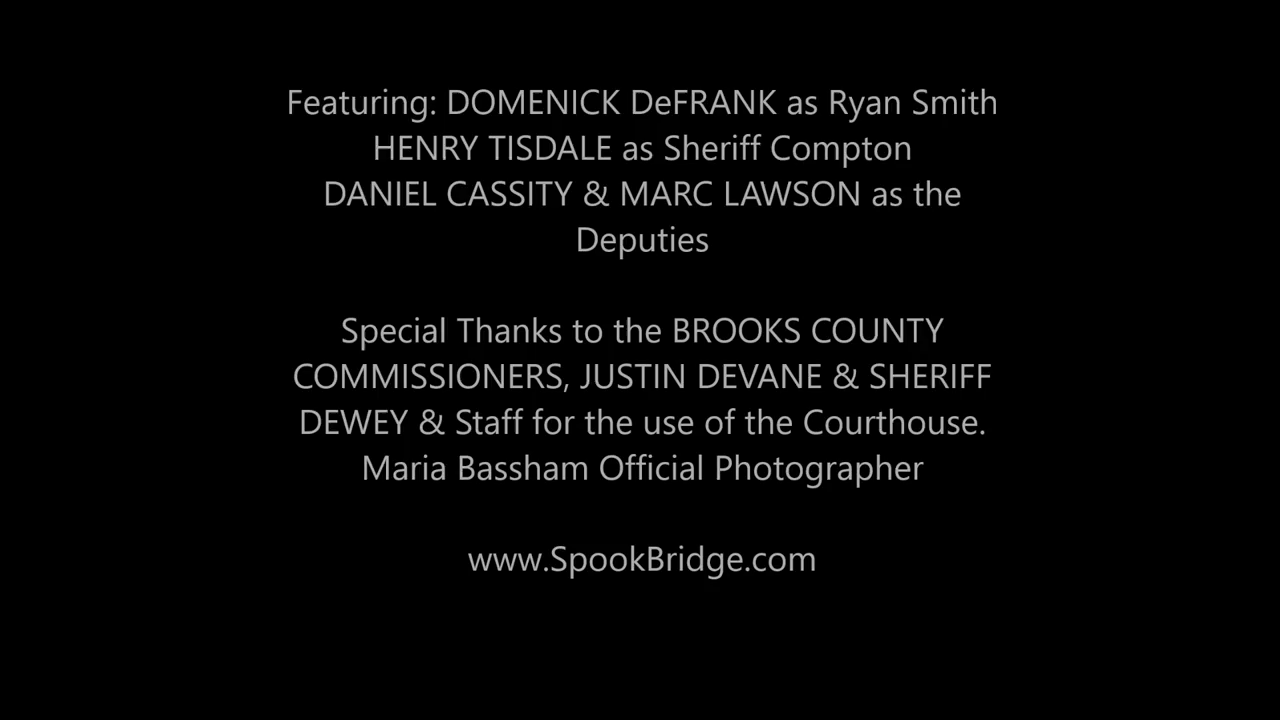 Featuring: DOMENICK DeFRANK as Ryan Smith
HENRY TISDALE as Sheriff Compton
DANIEL CASSITY & MARC LAWSON as the
Deputies
Special Thanks to the BROOKS COUNTY
COMMISSIONERS, JUSTIN DEVANE & SHERIFF
DEWEY & Staff for the use of the Courthouse.
Maria Bassham Official Photographer
www.SpookBridge.com